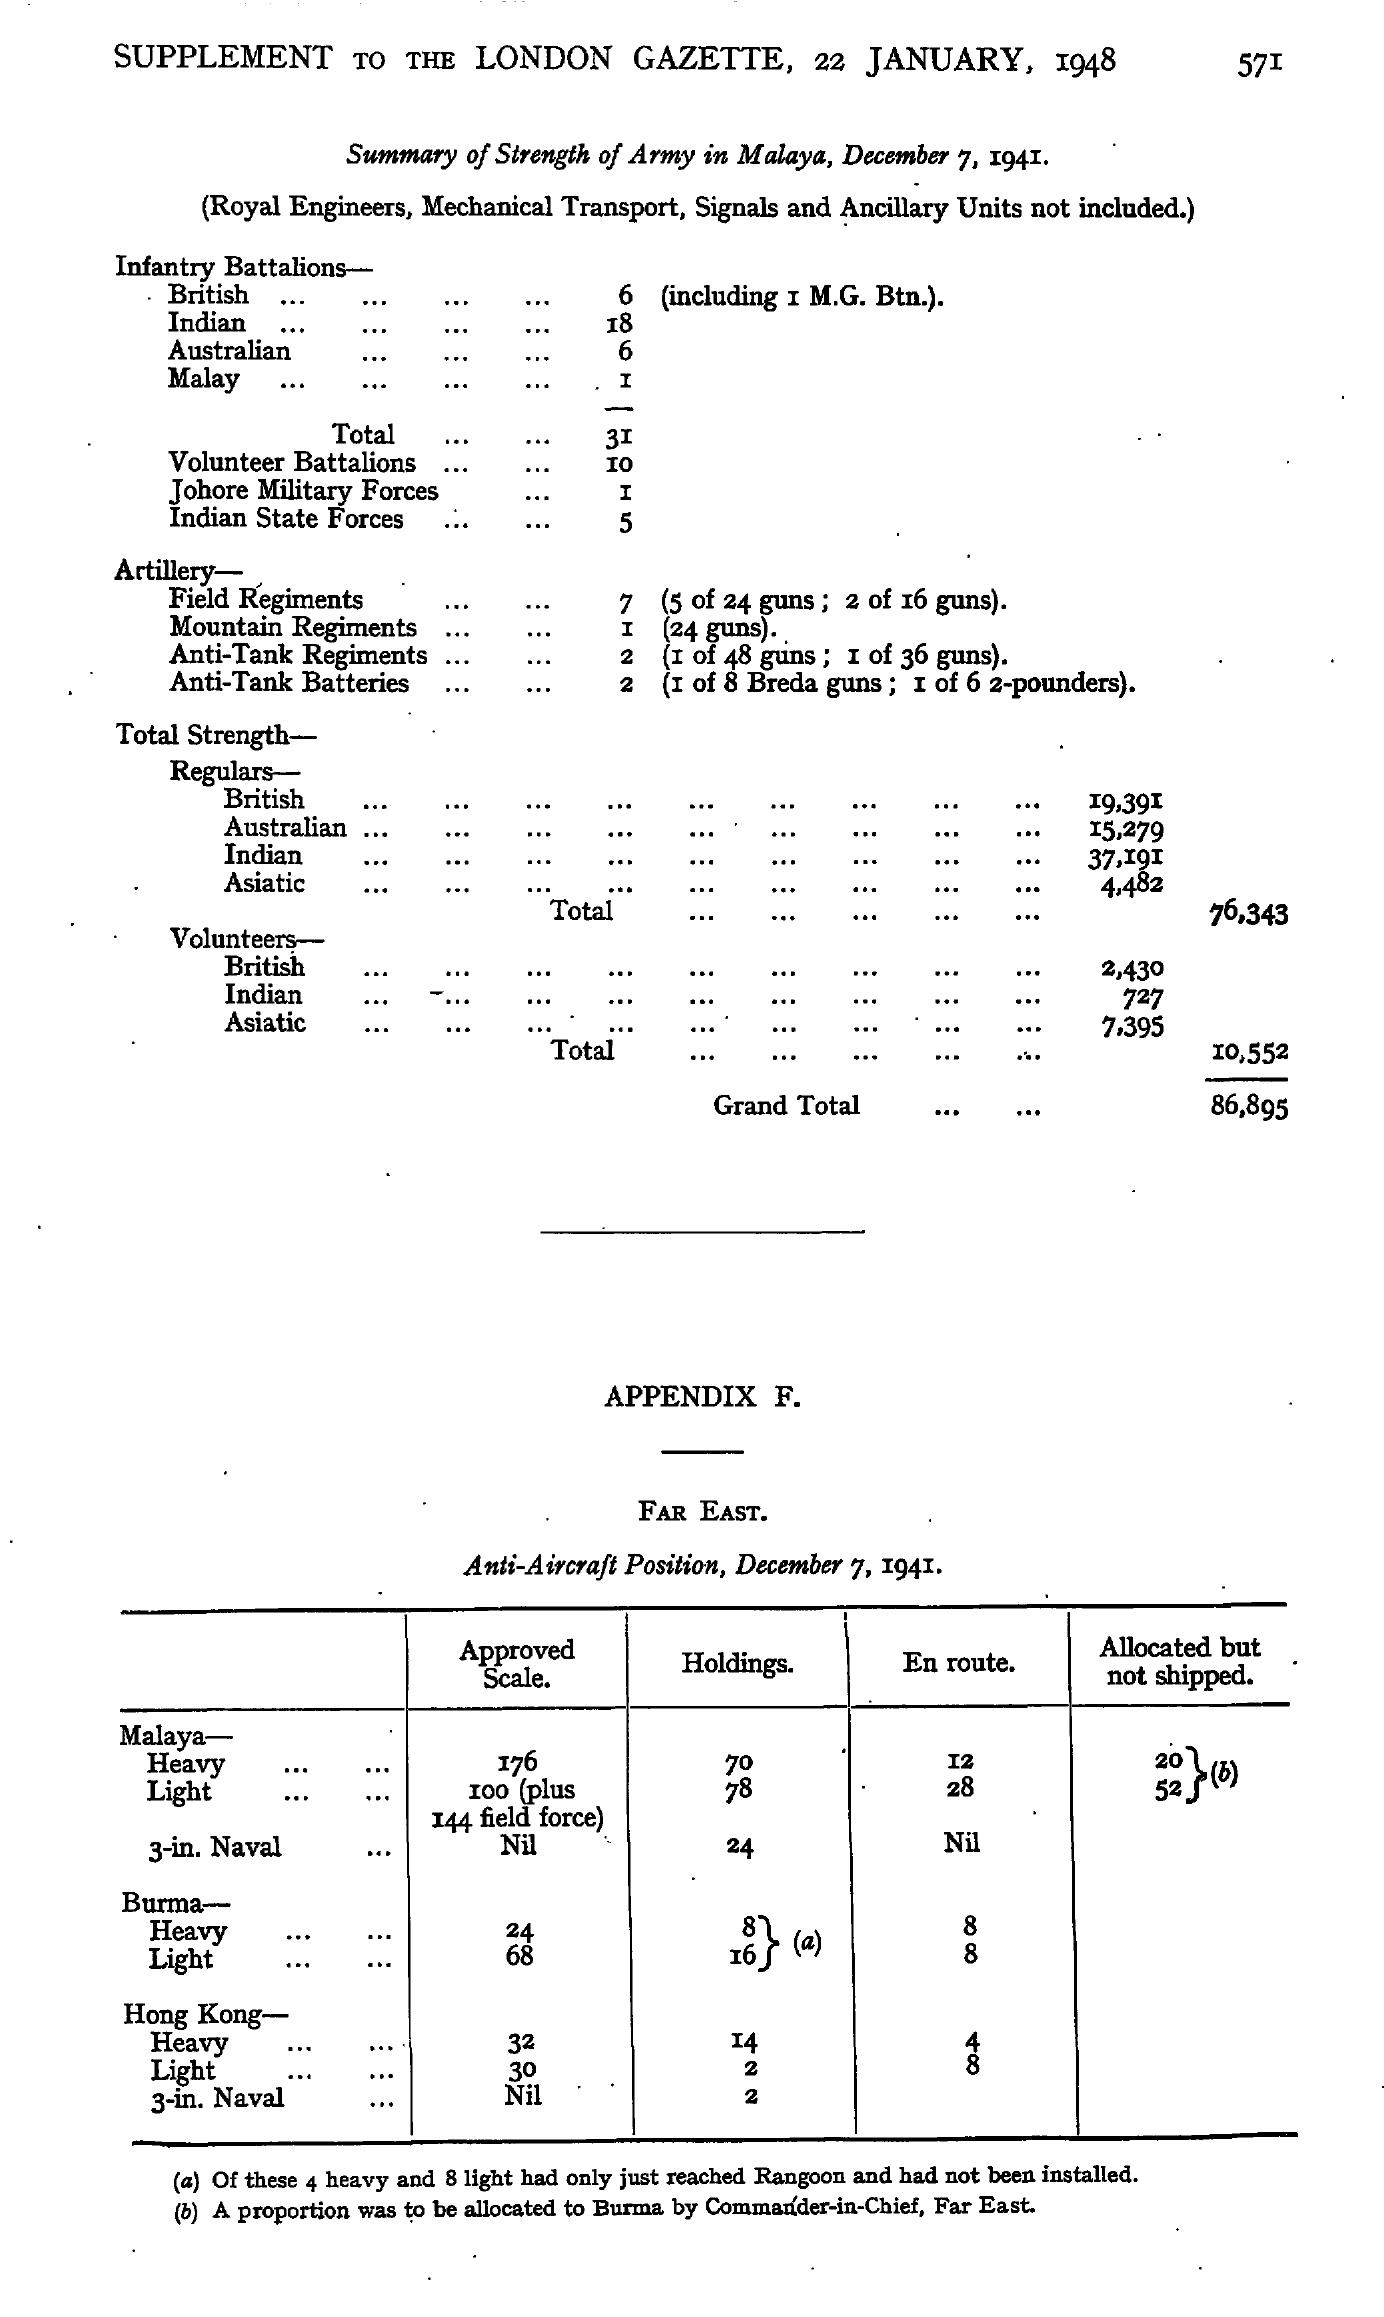 SUPPLEMENT TO THE LONDON GAZETTE, 22 JANUARY, 1948 571
Summary of Strength of Army in Malaya, December 7, 1941.
(Royal Engineers, Mechanical Transport, Signals and Ancillary Units not included.)
Infantry Battalions—
British ... ... ... ... 6 (including 1 M.G. Btn.).
Indian ... ... ... ... 18
Australian ... ... ... 6
Malay ... ... ... ... 1
Total ... ... 31
Volunteer Battalions ... ... 10
Johore Military Forces ... 1
Indian State Forces ... ... 5
Artillery—
Field Regiments ... ... 7 (5 of 24 guns; 2 of 16 guns).
Mountain Regiments ... ... 1 (24 guns).
Anti-Tank Regiments ... ... 2 (1 of 48 guns; 1 of 36 guns).
Anti-Tank Batteries ... ... 2 (1 of 8 Breda guns; 1 of 6 2-pounders).
Total Strength—
Regulars—
British ... ... ... ... ... ... ... ... ... 19,391
Australian ... ... ... ... ... ... ... ... ... 15,279
Indian ... ... ... ... ... ... ... ... ... 37,191
Asiatic ... ... ... ... ... ... ... ... ... 4,482
Total ... ... ... ... ... 76,343
Volunteers—
British ... ... ... ... ... ... ... ... ... 2,430
Indian ... ... ... ... ... ... ... ... ... 727
Asiatic ... ... ... ... ... ... ... ... ... 7,395
Total ... ... ... ... ... 10,552
Grand Total ... ... 86,895
APPENDIX F.
FAR EAST.
Anti-Aircraft Position, December 7, 1941.
Approved Scale. Holdings. En route. Allocated but not shipped.
Malaya—
Heavy ... ... 176 70 12 20 } (b)
Light ... ... 100 (plus 78 28 52
144 field force)
3-in. Naval ... Nil 24 Nil
Burma—
Heavy ... ... 24 8 } (a) 8
Light ... ... 68 16 8
Hong Kong—
Heavy ... ... 32 14 4
Light ... ... 30 2 8
3-in. Naval ... Nil 2
(a) Of these 4 heavy and 8 light had only just reached Rangoon and had not been installed.
(b) A proportion was to be allocated to Burma by Commander-in-Chief, Far East.